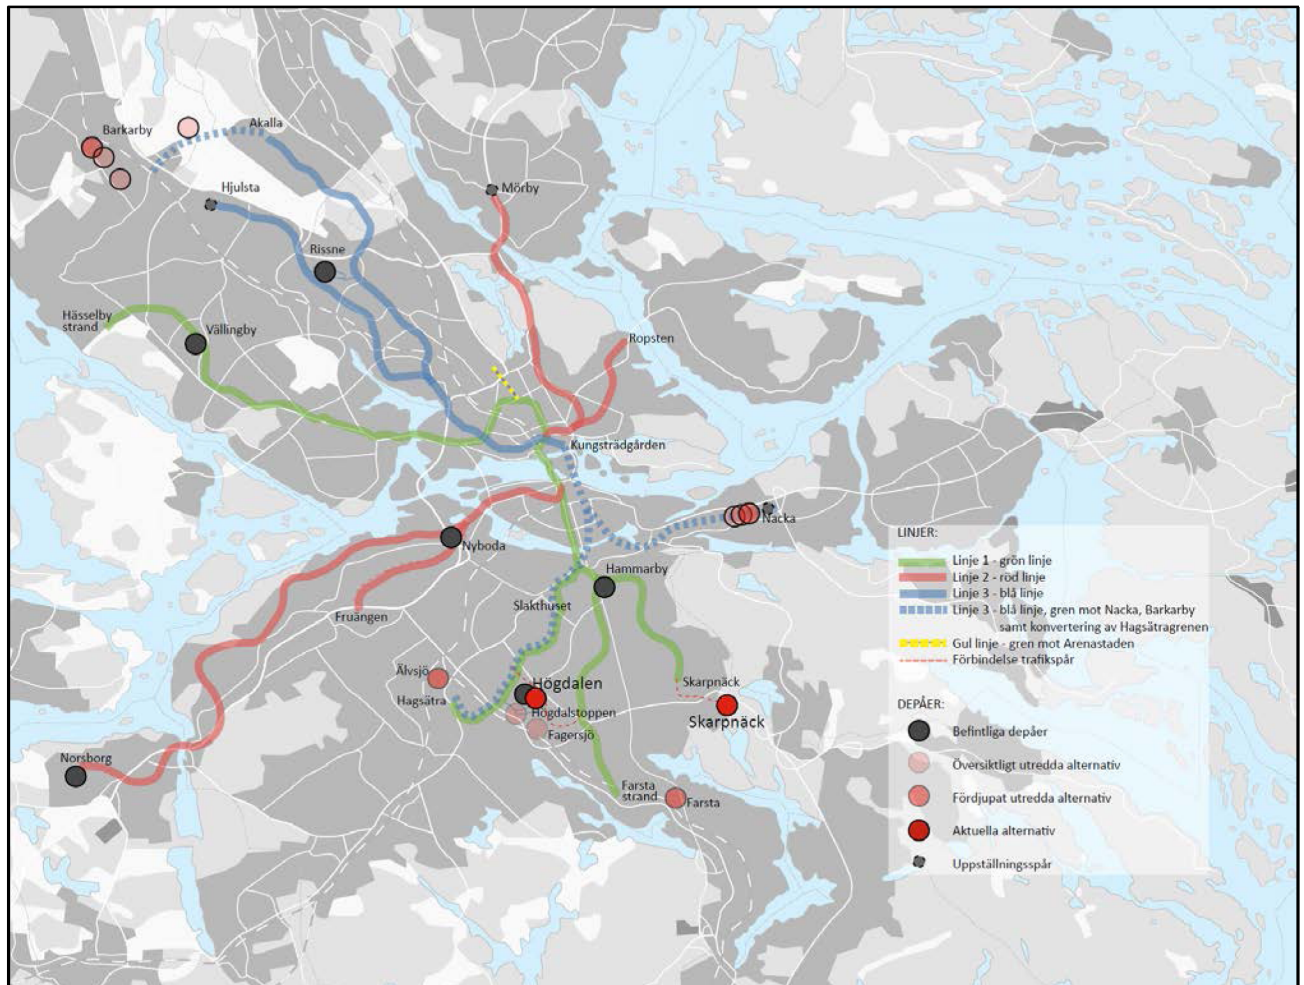 Barkarby
Akalla
Hjulsta
Mörby
Rissne
Hässelby
strand
Vällingby
Ropsten
Kungsträdgården
Nacka
Nyboda
Hammarby
Slakthuset
Fruängen
Älvsjö
Hagsätra
Högdalen
Högdalstoppen
Fagersjö
Skarpnäck
Skarpnäck
Norsborg
Farsta
strand
Farsta
LINJER:
Linje 1 - grön linje
Linje 2 - röd linje
Linje 3 - blå linje
Linje 3 - blå linje, gren mot Nacka, Barkarby
samt konvertering av Hagsätragrenen
Gul linje - gren mot Arenastaden
Förbindelse trafikspår
DEPÅER:
Befintliga depåer
Översiktligt utredda alternativ
Fördjupat utredda alternativ
Aktuella alternativ
Uppställningsspår